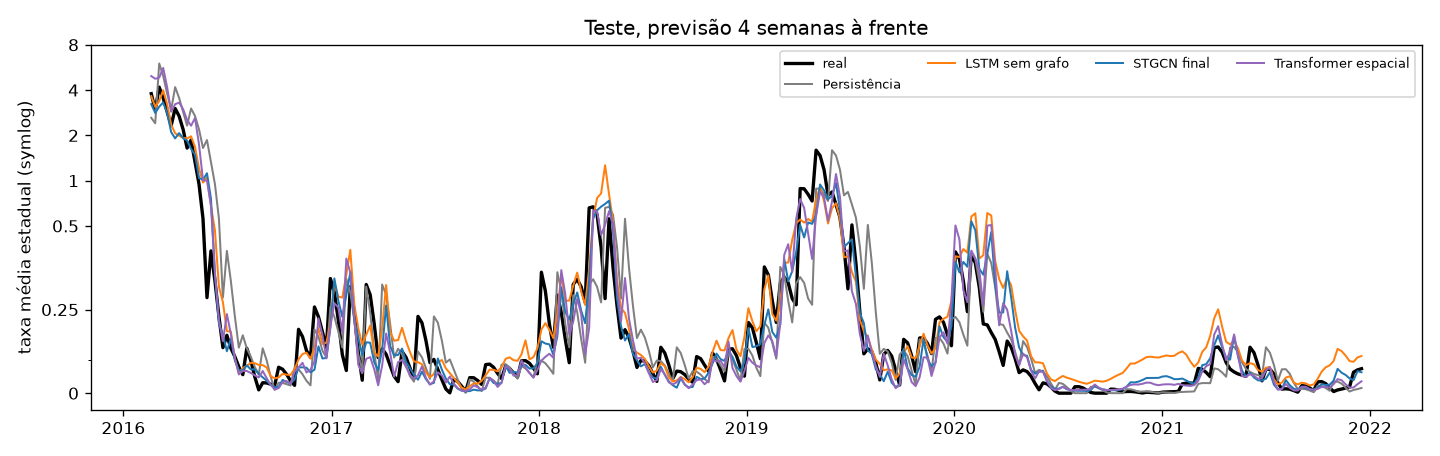 Teste, previsão 4 semanas à frente
taxa média estadual (symlog)
8
4
2
1
0.5
0.25
0
real
Persistência
LSTM sem grafo
STGCN final
Transformer espacial
2016
2017
2018
2019
2020
2021
2022